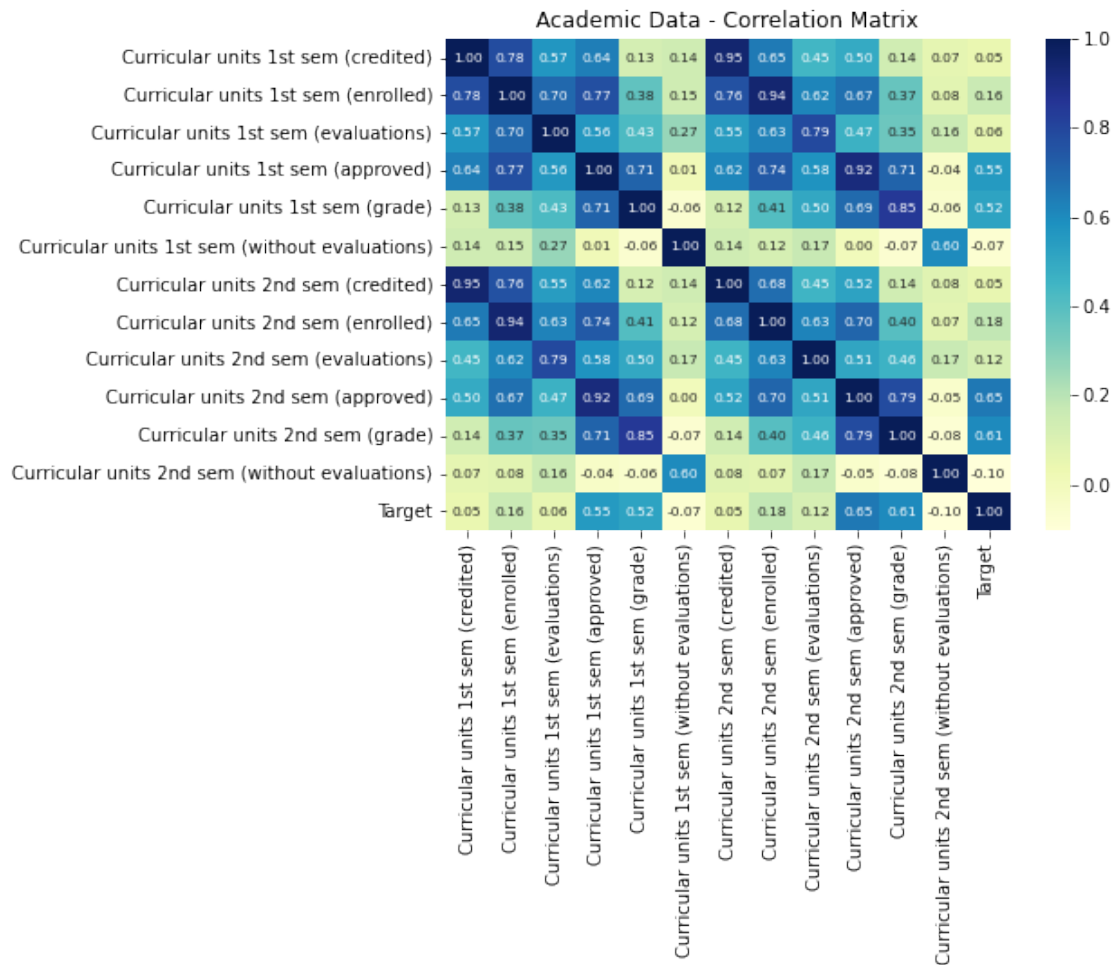 Academic Data - Correlation Matrix
Curricular units 1st sem (credited) 1.00 0.78 0.57 0.64 0.13 0.14 0.95 0.65 0.45 0.50 0.14 0.07 0.05
Curricular units 1st sem (enrolled) 0.78 1.00 0.70 0.77 0.38 0.15 0.76 0.94 0.62 0.67 0.37 0.08 0.16
Curricular units 1st sem (evaluations) 0.57 0.70 1.00 0.56 0.43 0.27 0.55 0.63 0.79 0.47 0.35 0.16 0.06
Curricular units 1st sem (approved) 0.64 0.77 0.56 1.00 0.71 0.01 0.62 0.74 0.58 0.92 0.71 -0.04 0.55
Curricular units 1st sem (grade) 0.13 0.38 0.43 0.71 1.00 -0.06 0.12 0.41 0.50 0.69 0.85 -0.06 0.52
Curricular units 1st sem (without evaluations) 0.14 0.15 0.27 0.01 -0.06 1.00 0.14 0.12 0.17 0.00 -0.07 0.60 -0.07
Curricular units 2nd sem (credited) 0.95 0.76 0.55 0.62 0.12 0.14 1.00 0.68 0.45 0.52 0.14 0.08 0.05
Curricular units 2nd sem (enrolled) 0.65 0.94 0.63 0.74 0.41 0.12 0.68 1.00 0.63 0.70 0.40 0.07 0.18
Curricular units 2nd sem (evaluations) 0.45 0.62 0.79 0.58 0.50 0.17 0.45 0.63 1.00 0.51 0.46 0.17 0.12
Curricular units 2nd sem (approved) 0.50 0.67 0.47 0.92 0.69 0.00 0.52 0.70 0.51 1.00 0.79 -0.05 0.65
Curricular units 2nd sem (grade) 0.14 0.37 0.35 0.71 0.85 -0.07 0.14 0.40 0.46 0.79 1.00 -0.08 0.61
Curricular units 2nd sem (without evaluations) 0.07 0.08 0.16 -0.04 -0.06 0.60 0.08 0.07 0.17 -0.05 -0.08 1.00 -0.10
Target 0.05 0.16 0.06 0.55 0.52 -0.07 0.05 0.18 0.12 0.65 0.61 -0.10 1.00
Curricular units 1st sem (credited)
Curricular units 1st sem (enrolled)
Curricular units 1st sem (evaluations)
Curricular units 1st sem (approved)
Curricular units 1st sem (grade)
Curricular units 1st sem (without evaluations)
Curricular units 2nd sem (credited)
Curricular units 2nd sem (enrolled)
Curricular units 2nd sem (evaluations)
Curricular units 2nd sem (approved)
Curricular units 2nd sem (grade)
Curricular units 2nd sem (without evaluations)
Target
1.0
0.8
0.6
0.4
0.2
0.0